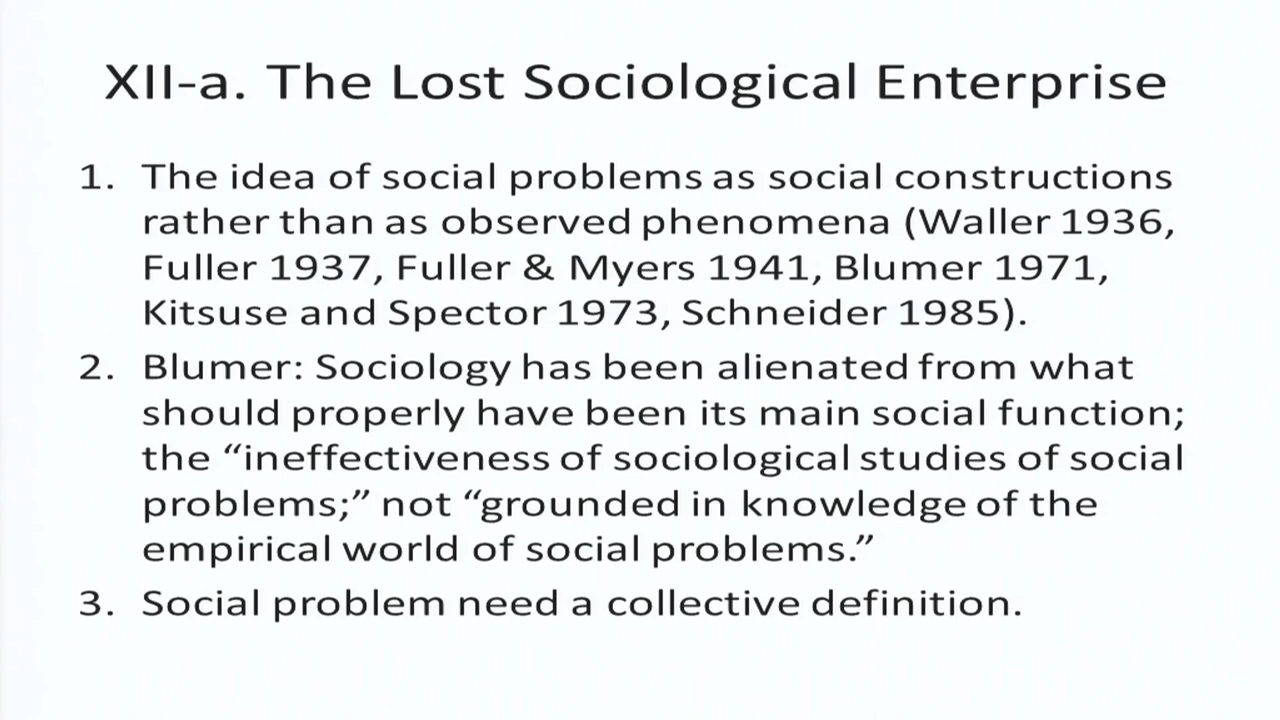 XII-a. The Lost Sociological Enterprise
1. The idea of social problems as social constructions
rather than as observed phenomena (Waller 1936,
Fuller 1937, Fuller & Myers 1941, Blumer 1971,
Kitsuse and Spector 1973, Schneider 1985).
2. Blumer: Sociology has been alienated from what
should properly have been its main social function;
the “ineffectiveness of sociological studies of social
problems;” not “grounded in knowledge of the
empirical world of social problems.”
3. Social problem need a collective definition.